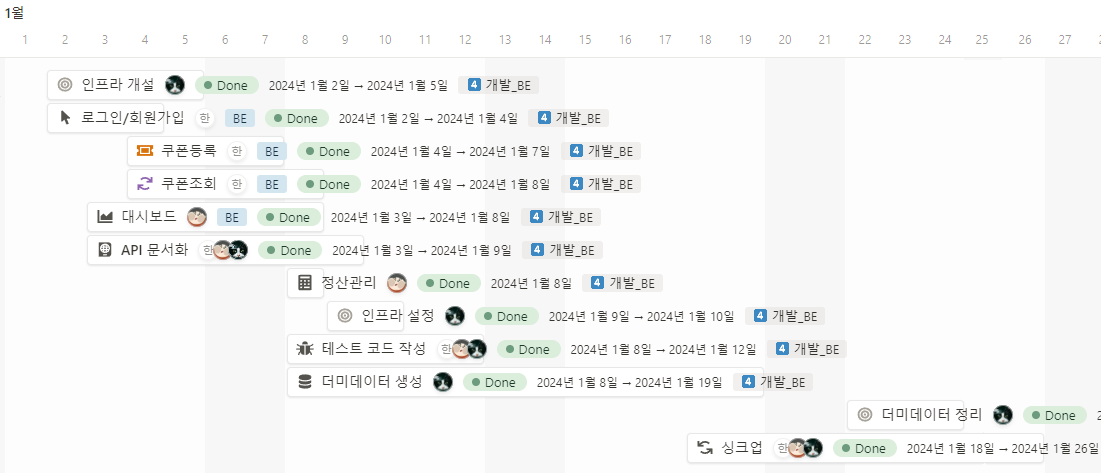 1월
1 2 3 4 5 6 7 8 9 10 11 12 13 14 15 16 17 18 19 20 21 22 23 24 25 26 27
인프라 개설 Done 2024년 1월 2일 → 2024년 1월 5일 4 개발_BE
로그인/회원가입 한 BE Done 2024년 1월 2일 → 2024년 1월 4일 4 개발_BE
쿠폰등록 한 BE Done 2024년 1월 4일 → 2024년 1월 7일 4 개발_BE
쿠폰조회 한 BE Done 2024년 1월 4일 → 2024년 1월 8일 4 개발_BE
대시보드 BE Done 2024년 1월 3일 → 2024년 1월 8일 4 개발_BE
API 문서화 한 Done 2024년 1월 3일 → 2024년 1월 9일 4 개발_BE
정산관리 Done 2024년 1월 8일 4 개발_BE
인프라 설정 Done 2024년 1월 9일 → 2024년 1월 10일 4 개발_BE
테스트 코드 작성 한 Done 2024년 1월 8일 → 2024년 1월 12일 4 개발_BE
더미데이터 생성 Done 2024년 1월 8일 → 2024년 1월 19일 4 개발_BE
더미데이터 정리 Done
싱크업 한 Done 2024년 1월 18일 → 2024년 1월 26일